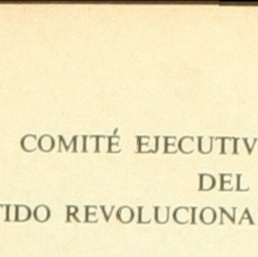 COMITÉ EJECUTIV
DEL
TIDO REVOLUCIONA